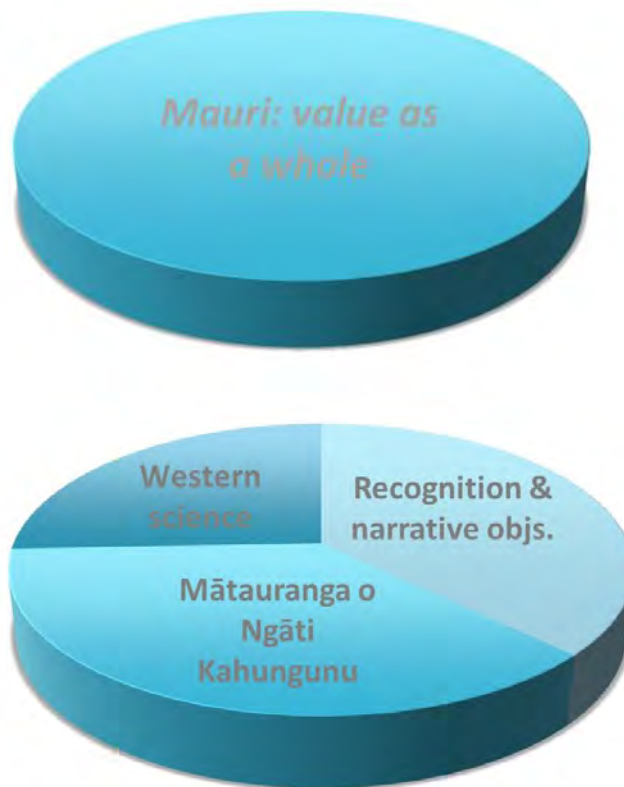 Mauri: value as
a whole
Western
science
Recognition &
narrative objs.
Mātauranga o
Ngāti
Kahungunu